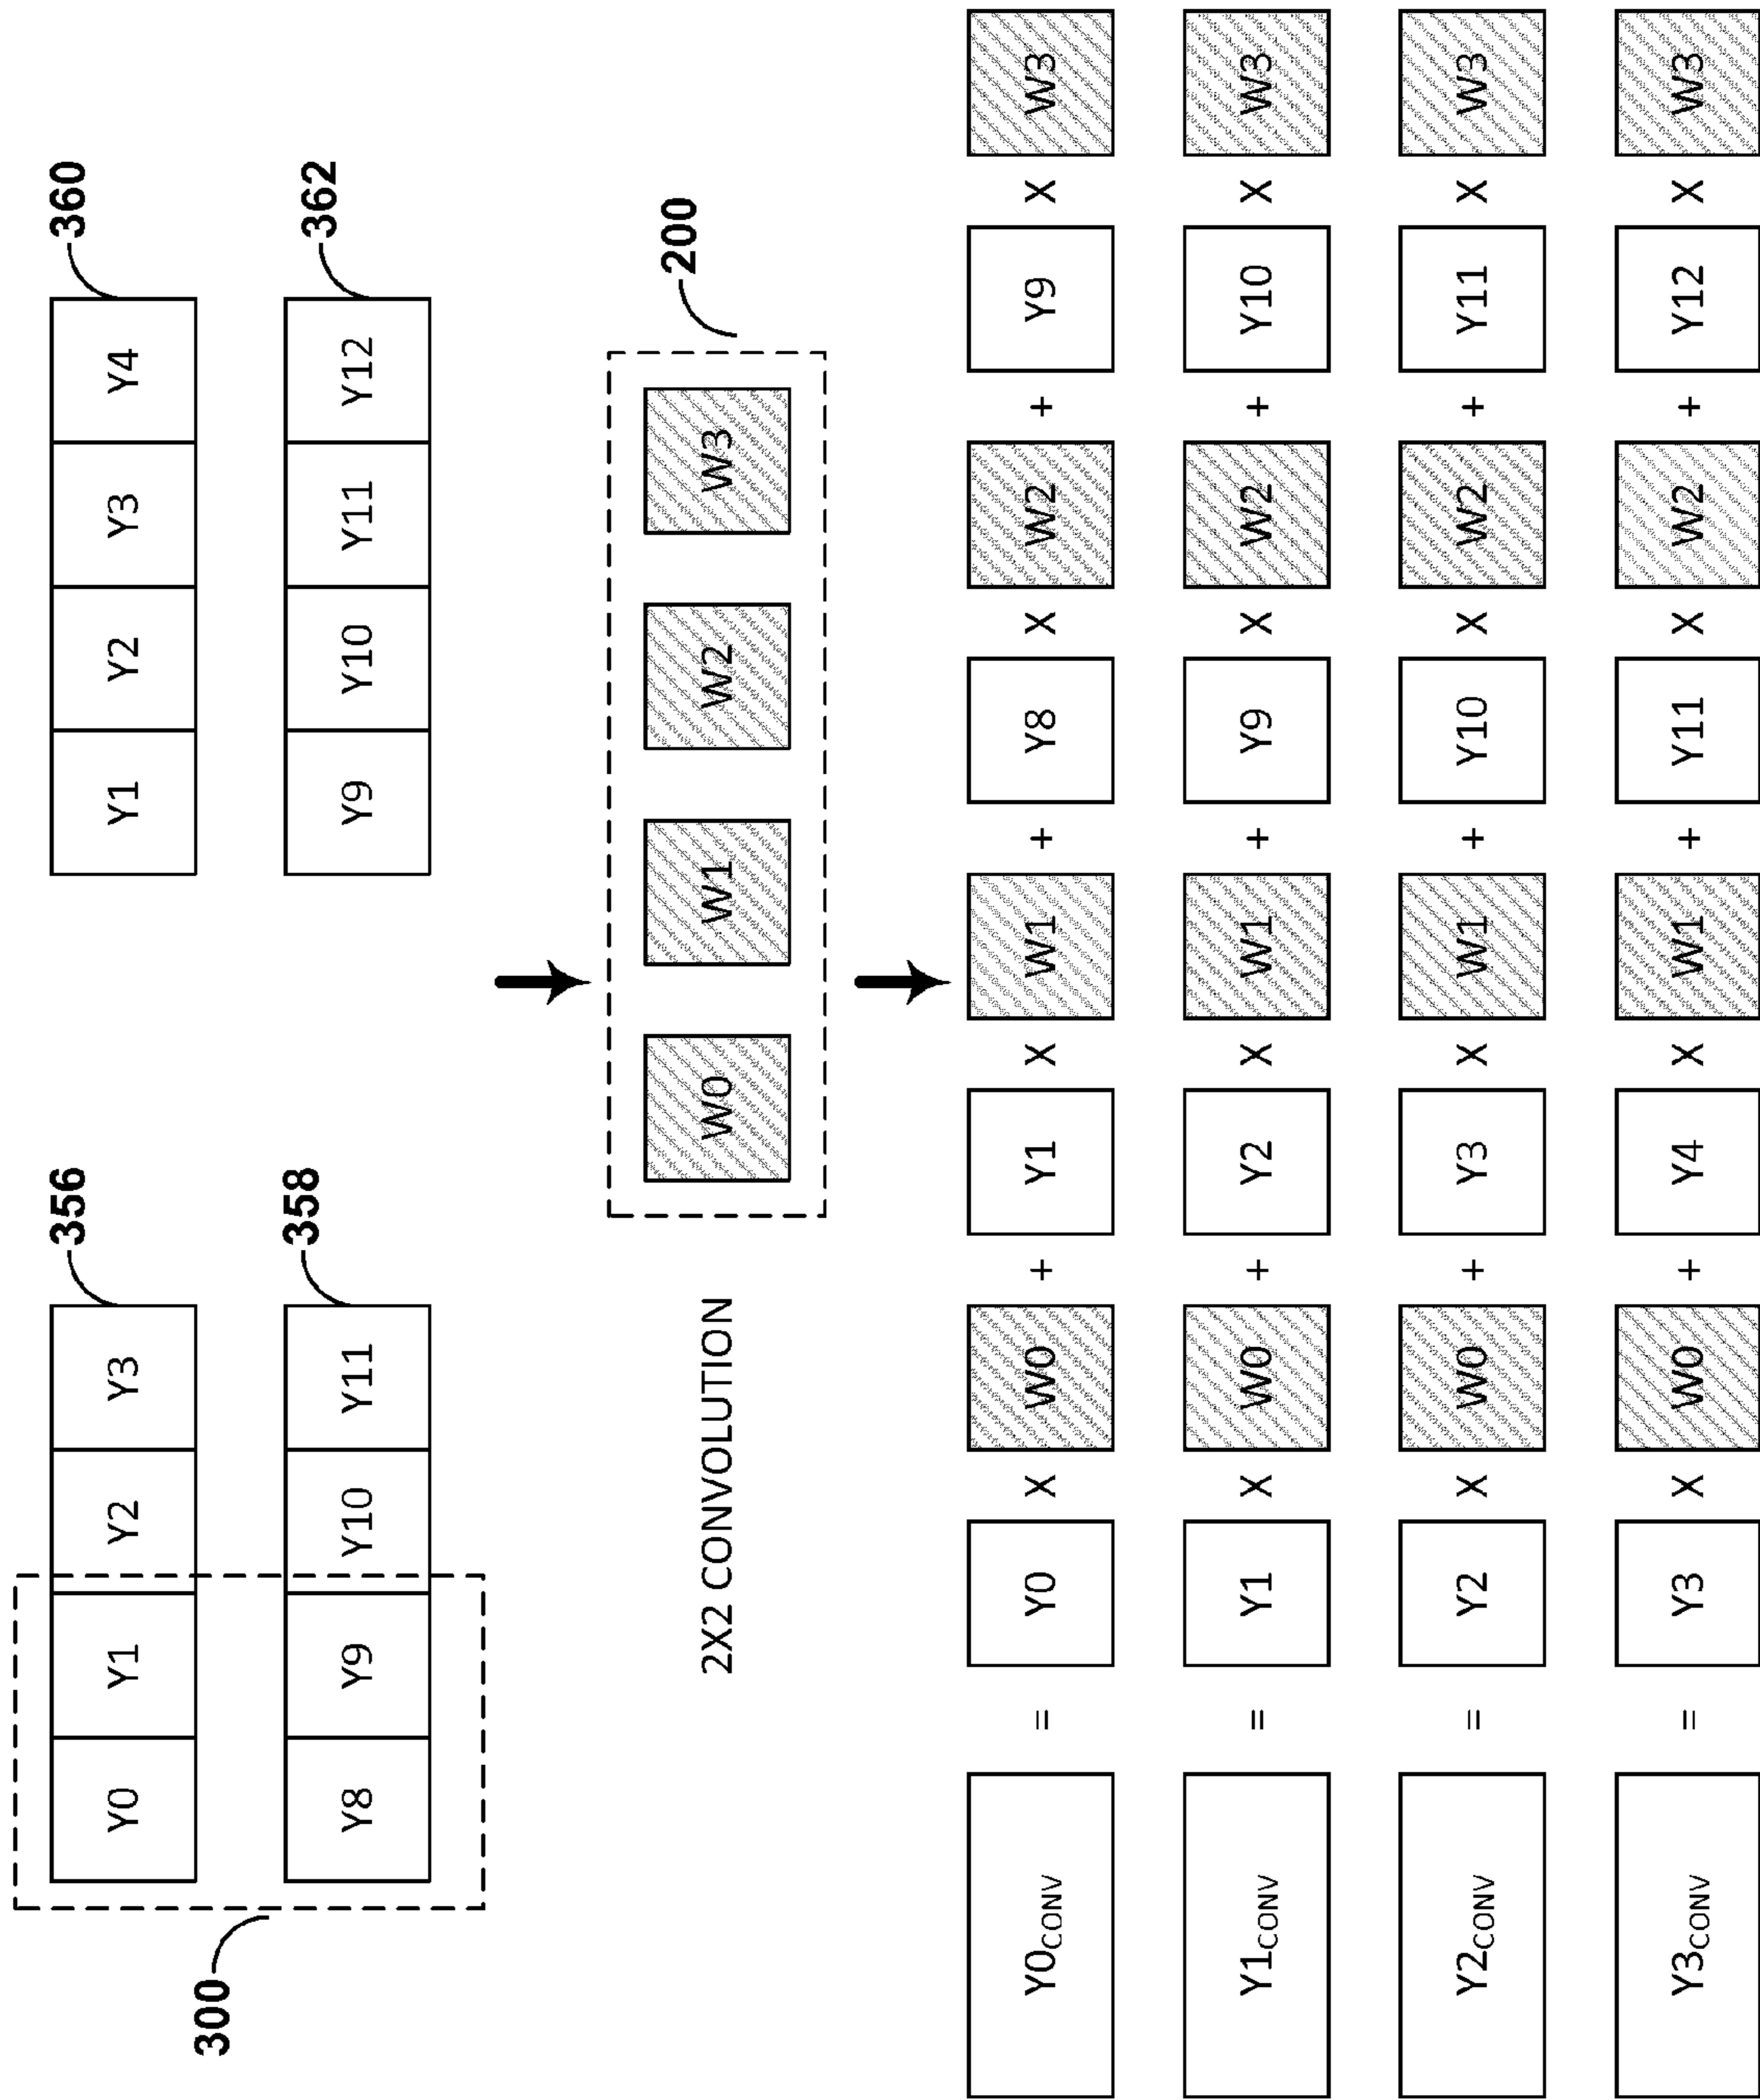 356 360
Y0 Y1 Y2 Y3 Y1 Y2 Y3 Y4
300 358 362
Y8 Y9 Y10 Y11 Y9 Y10 Y11 Y12
200
2X2 CONVOLUTION W0 W1 W2 W3
Y0CONV = Y0 X W0 + Y1 X W1 + Y8 X W2 + Y9 X W3
Y1CONV = Y1 X W0 + Y2 X W1 + Y9 X W2 + Y10 X W3
Y2CONV = Y2 X W0 + Y3 X W1 + Y10 X W2 + Y11 X W3
Y3CONV = Y3 X W0 + Y4 X W1 + Y11 X W2 + Y12 X W3